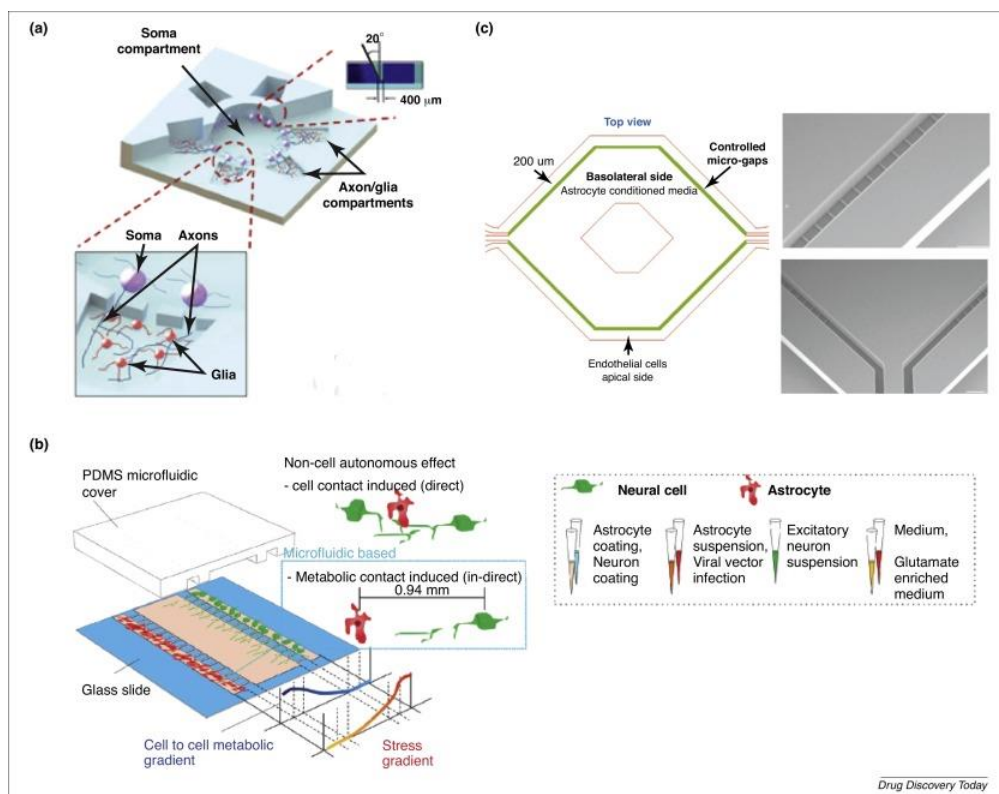 (a)
Soma
compartment
20°
400 μm
Axon/glia
compartments
Soma
Axons
Glia
(c)
Top view
200 um
Controlled
micro-gaps
Basolateral side
Astrocyte conditioned media
Endothelial cells
apical side
(b)
PDMS microfluidic
cover
Non-cell autonomous effect
- cell contact induced (direct)
Microfluidic based
- Metabolic contact induced (in-direct)
0.94 mm
Glass slide
Cell to cell metabolic
gradient
Stress
gradient
Neural cell
Astrocyte
Astrocyte
coating,
Neuron
coating
Astrocyte
suspension,
Viral vector
infection
Excitatory
neuron
suspension
Medium,
Glutamate
enriched
medium
Drug Discovery Today